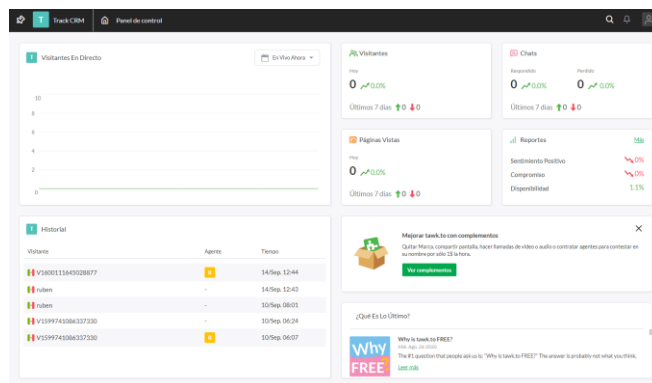 T Track CRM Panel de control
T Visitantes En Directo
En Vivo Ahora
10
8
6
4
2
0
Visitantes
Hoy
0 0.0%
Últimos 7 días 0 0
Chats
Respondido Perdido
0 0.0% 0 0.0%
Últimos 7 días 0 0
Páginas Vistas
Hoy
0 0.0%
Últimos 7 días 0 0
Reportes Más
Sentimiento Positivo 0%
Compromiso 0%
Disponibilidad 1.1%
T Historial
Visitante Agente Tiempo
V1600111645028877 R 14/Sep. 12:44
ruben - 14/Sep. 12:43
ruben - 10/Sep. 08:01
V1599741086337330 - 10/Sep. 06:24
V1599741086337330 R 10/Sep. 06:07
Mejorar tawk.to con complementos
Quitar Marca, compartir pantalla, hacer llamadas de vídeo o audio o contratar agentes para contestar en
su nombre por sólo 1$ la hora.
Ver complementos
¿Qué Es Lo Último?
Why FREE?
Why is tawk.to FREE?
Mié. Ago. 26 2020
The #1 question that people ask us is: "Why is tawk.to FREE?" The answer is probably not what you think.
Leer más